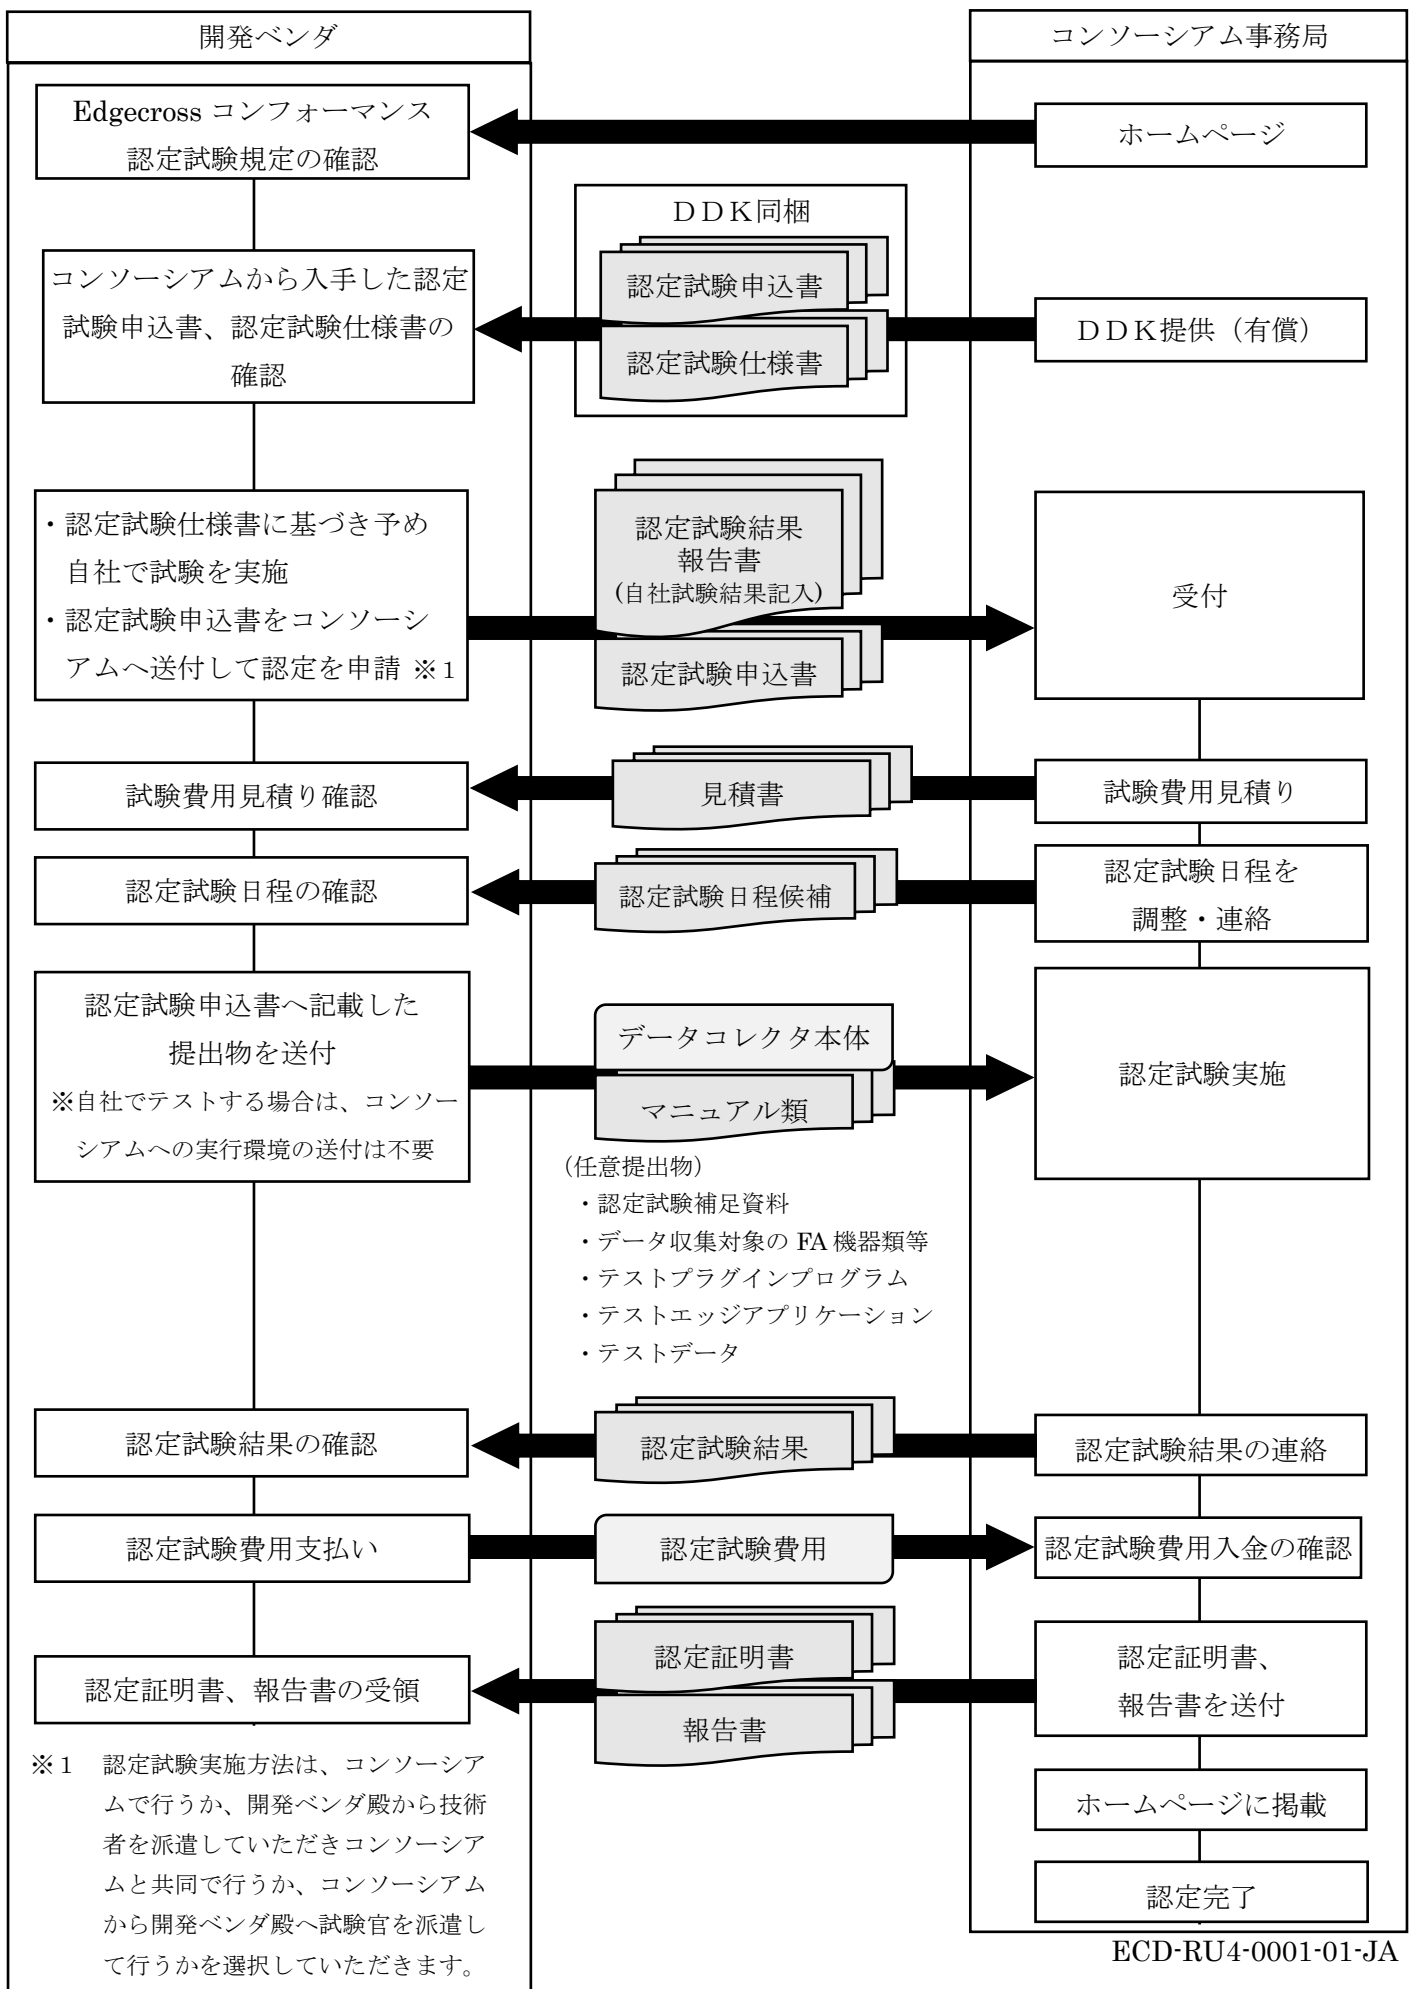 開発ベンダ
コンソーシアム事務局
Edgecross コンフォーマンス
認定試験規定の確認
ホームページ
ＤＤＫ同梱
認定試験申込書
認定試験仕様書
コンソーシアムから入手した認定
試験申込書、認定試験仕様書の
確認
ＤＤＫ提供（有償）
・認定試験仕様書に基づき予め
自社で試験を実施
・認定試験申込書をコンソーシ
アムへ送付して認定を申請 ※1
認定試験結果
報告書
(自社試験結果記入)
認定試験申込書
受付
試験費用見積り確認
見積書
試験費用見積り
認定試験日程の確認
認定試験日程候補
認定試験日程を
調整・連絡
認定試験申込書へ記載した
提出物を送付
※自社でテストする場合は、コンソー
シアムへの実行環境の送付は不要
データコレクタ本体
マニュアル類
認定試験実施
（任意提出物）
・認定試験補足資料
・データ収集対象の FA 機器類等
・テストプラグインプログラム
・テストエッジアプリケーション
・テストデータ
認定試験結果の確認
認定試験結果
認定試験結果の連絡
認定試験費用支払い
認定試験費用
認定試験費用入金の確認
認定証明書、報告書の受領
認定証明書
報告書
認定証明書、
報告書を送付
※１ 認定試験実施方法は、コンソーシア
ムで行うか、開発ベンダ殿から技術
者を派遣していただきコンソーシア
ムと共同で行うか、コンソーシアム
から開発ベンダ殿へ試験官を派遣し
て行うかを選択していただきます。
ホームページに掲載
認定完了
ECD-RU4-0001-01-JA